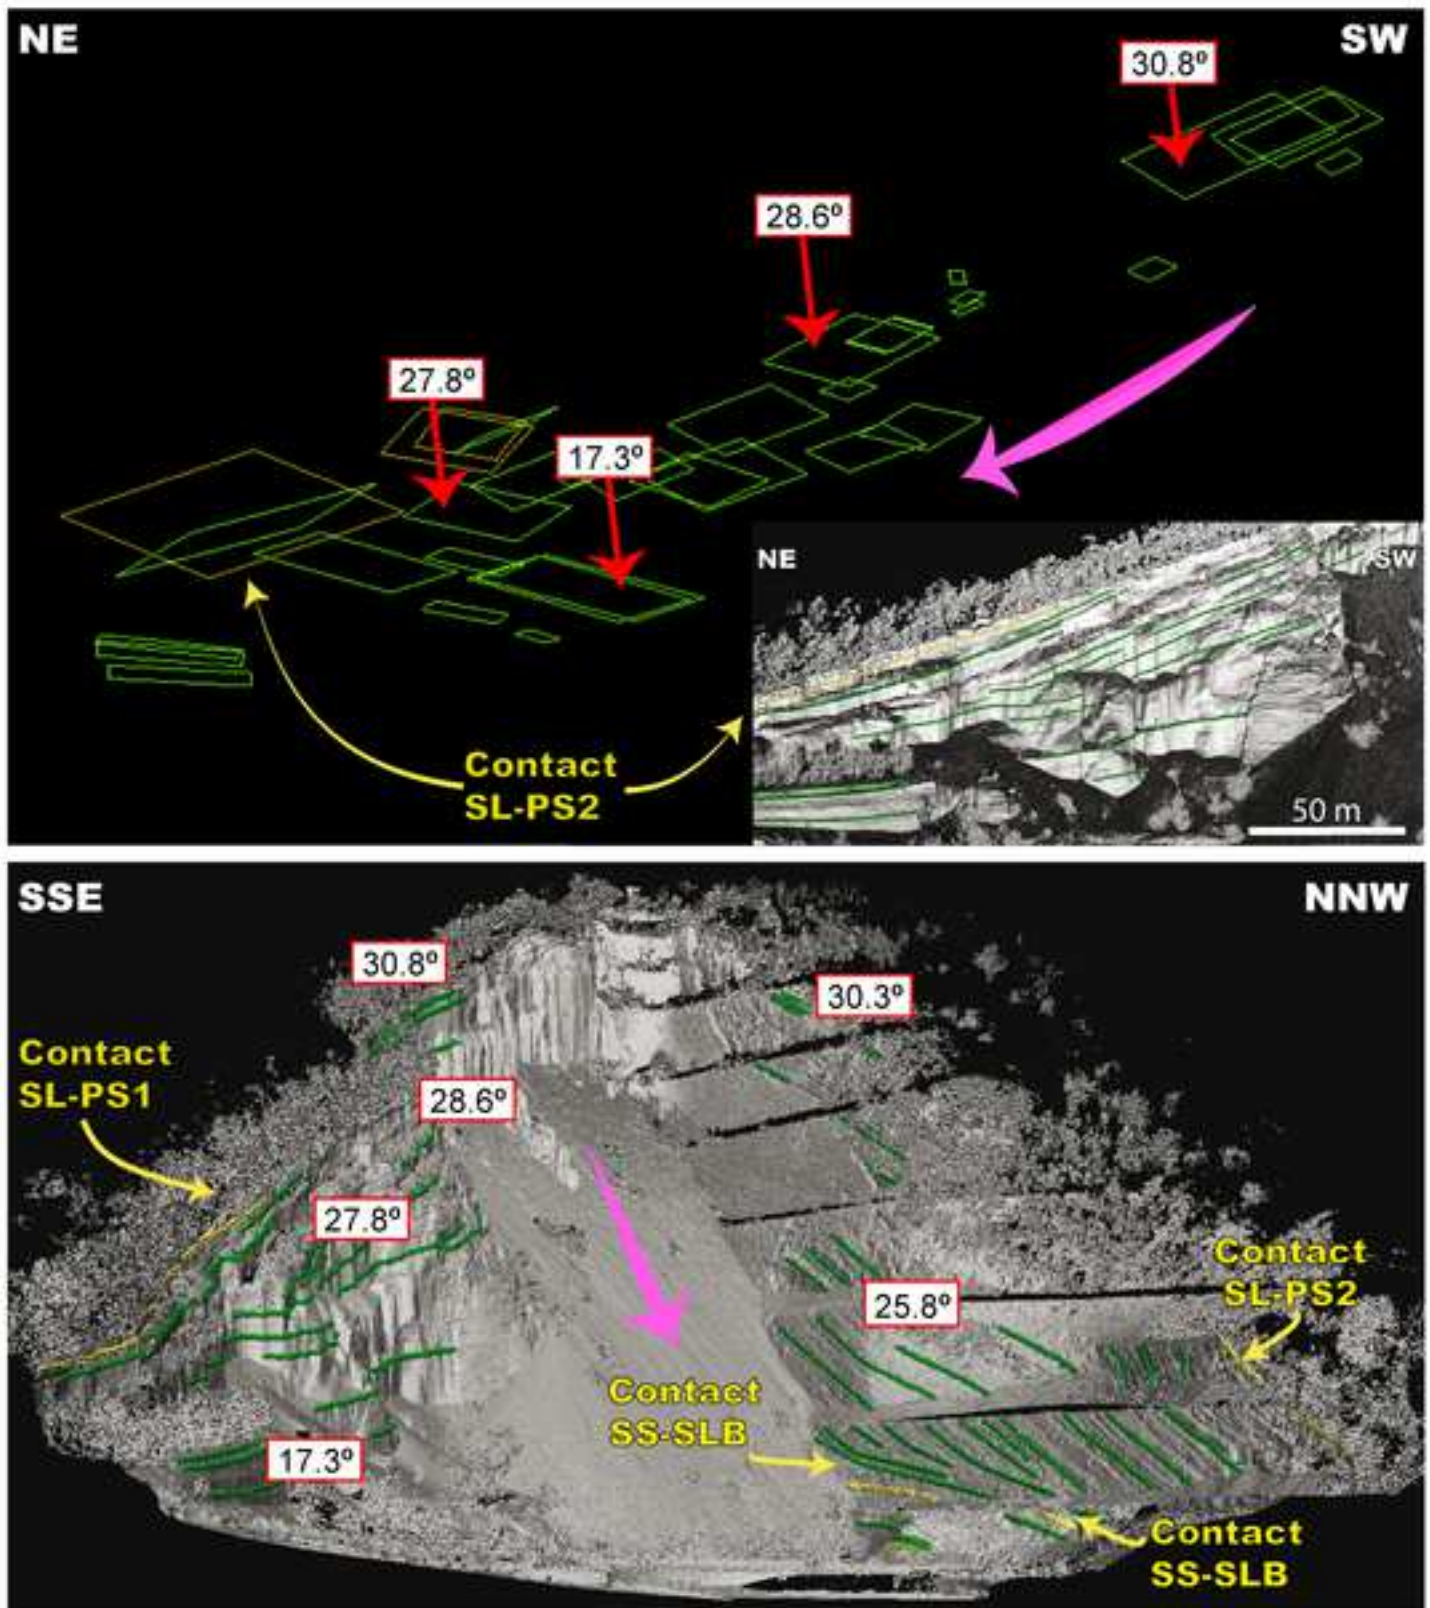 NE
SW
30.8º
28.6º
27.8º
17.3º
NE
SW
Contact
SL-PS2
50 m
SSE
NNW
30.8º
30.3º
Contact
SL-PS1
28.6º
27.8º
Contact
SL-PS2
25.8º
Contact
SS-SLB
17.3º
Contact
SS-SLB